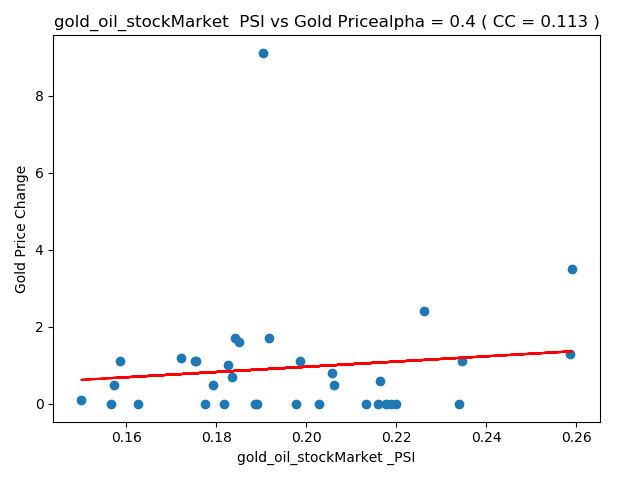 gold_oil_stockMarket  PSI vs Gold Pricealpha = 0.4 ( CC = 0.113 )
8
6
4
2
0
Gold Price Change
0.16 0.18 0.20 0.22 0.24 0.26
gold_oil_stockMarket _PSI